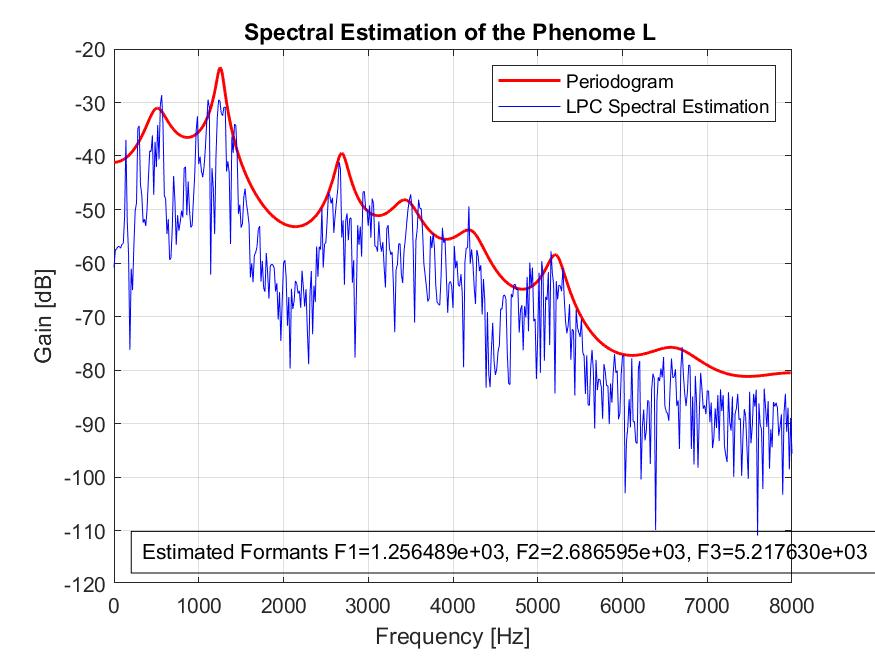 Spectral Estimation of the Phenome L
Periodogram
LPC Spectral Estimation
Gain [dB]
-20
-30
-40
-50
-60
-70
-80
-90
-100
-110
-120
Estimated Formants F1=1.256489e+03, F2=2.686595e+03, F3=5.217630e+03
0 1000 2000 3000 4000 5000 6000 7000 8000
Frequency [Hz]